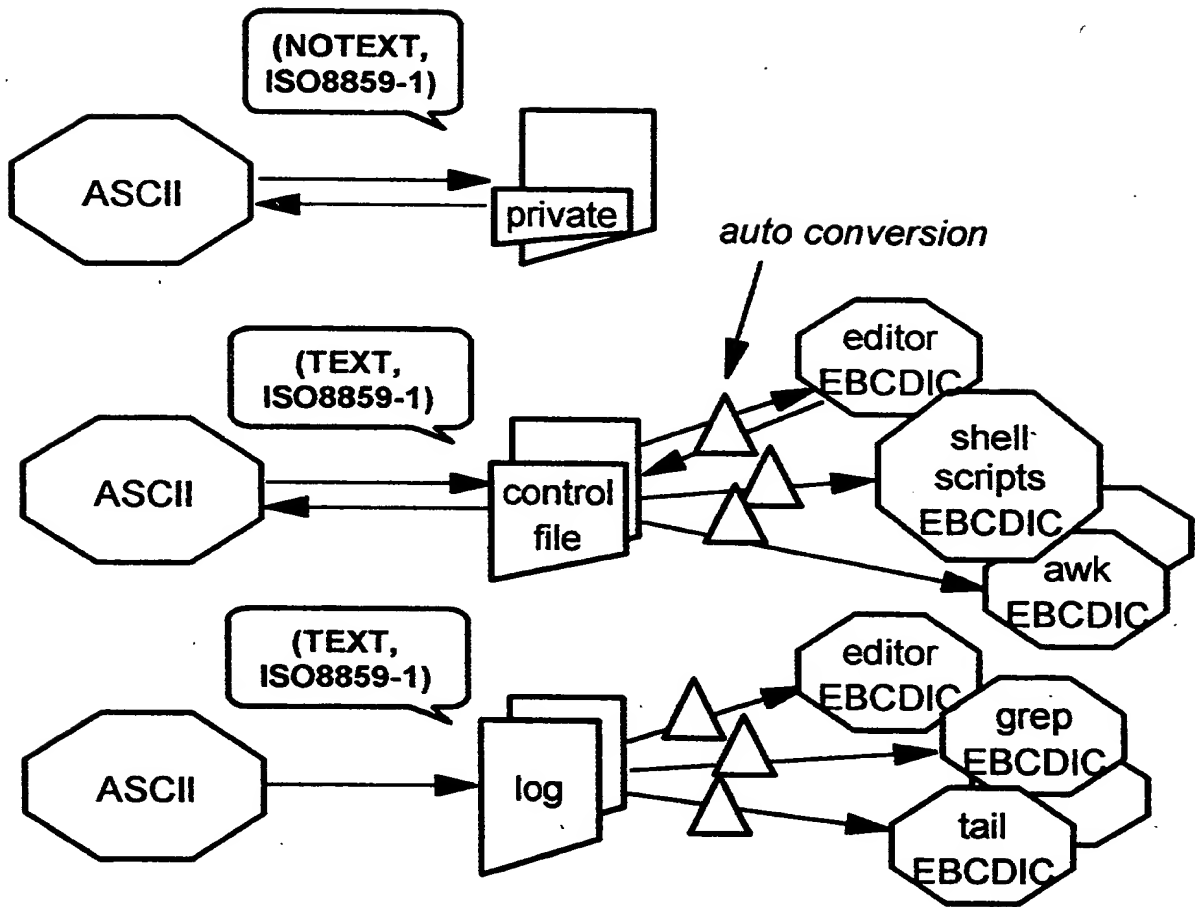 (NOTEXT,
ISO8859-1)
ASCII
private
auto conversion
(TEXT,
ISO8859-1)
ASCII
control
file
editor
EBCDIC
shell
scripts
EBCDIC
awk
EBCDIC
(TEXT,
ISO8859-1)
ASCII
log
editor
EBCDIC
grep
EBCDIC
tail
EBCDIC